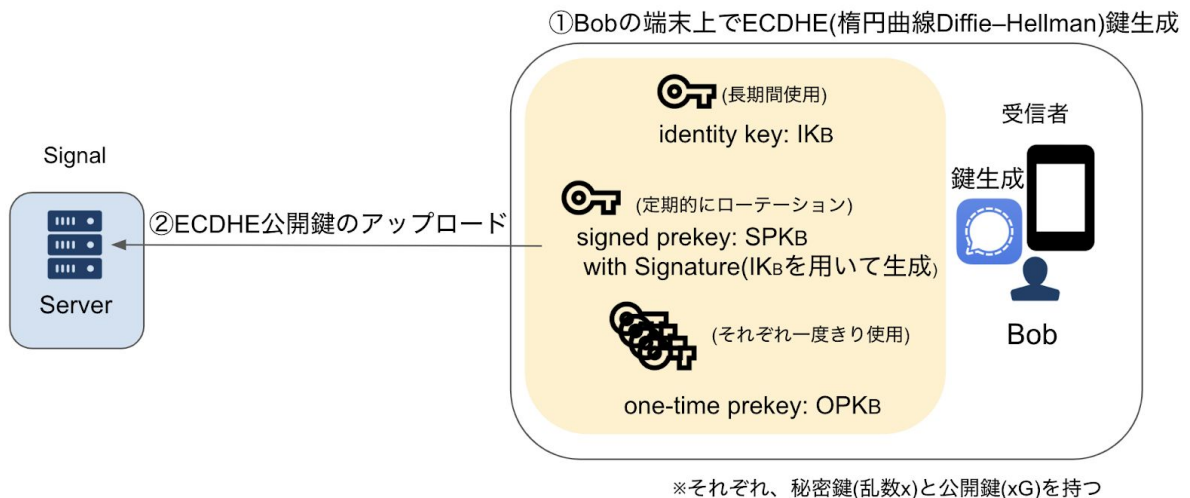 ①Bobの端末上でECDHE(楕円曲線Diffie–Hellman)鍵生成
(長期間使用)
identity key: IKB
受信者
Signal
鍵生成
(定期的にローテーション)
②ECDHE公開鍵のアップロード
signed prekey: SPKB
with Signature(IKBを用いて生成)
Server
(それぞれ一度きり使用)
Bob
one-time prekey: OPKB
※それぞれ、秘密鍵(乱数x)と公開鍵(xG)を持つ